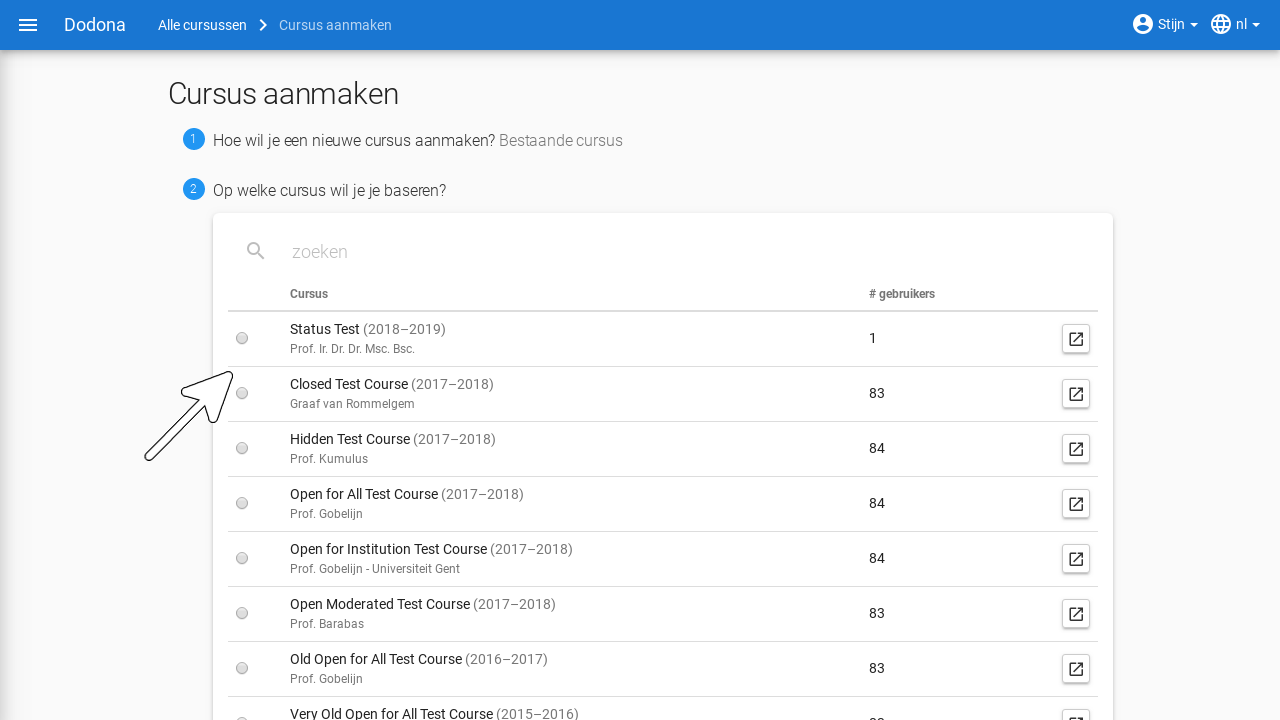 Dodona Alle cursussen Cursus aanmaken Stijn nl
Cursus aanmaken
1 Hoe wil je een nieuwe cursus aanmaken? Bestaande cursus
2 Op welke cursus wil je je baseren?
zoeken
Cursus # gebruikers
Status Test (2018–2019) 1
Prof. Ir. Dr. Dr. Msc. Bsc.
Closed Test Course (2017–2018) 83
Graaf van Rommelgem
Hidden Test Course (2017–2018) 84
Prof. Kumulus
Open for All Test Course (2017–2018) 84
Prof. Gobelijn
Open for Institution Test Course (2017–2018) 84
Prof. Gobelijn - Universiteit Gent
Open Moderated Test Course (2017–2018) 83
Prof. Barabas
Old Open for All Test Course (2016–2017) 83
Prof. Gobelijn
Very Old Open for All Test Course (2015–2016)